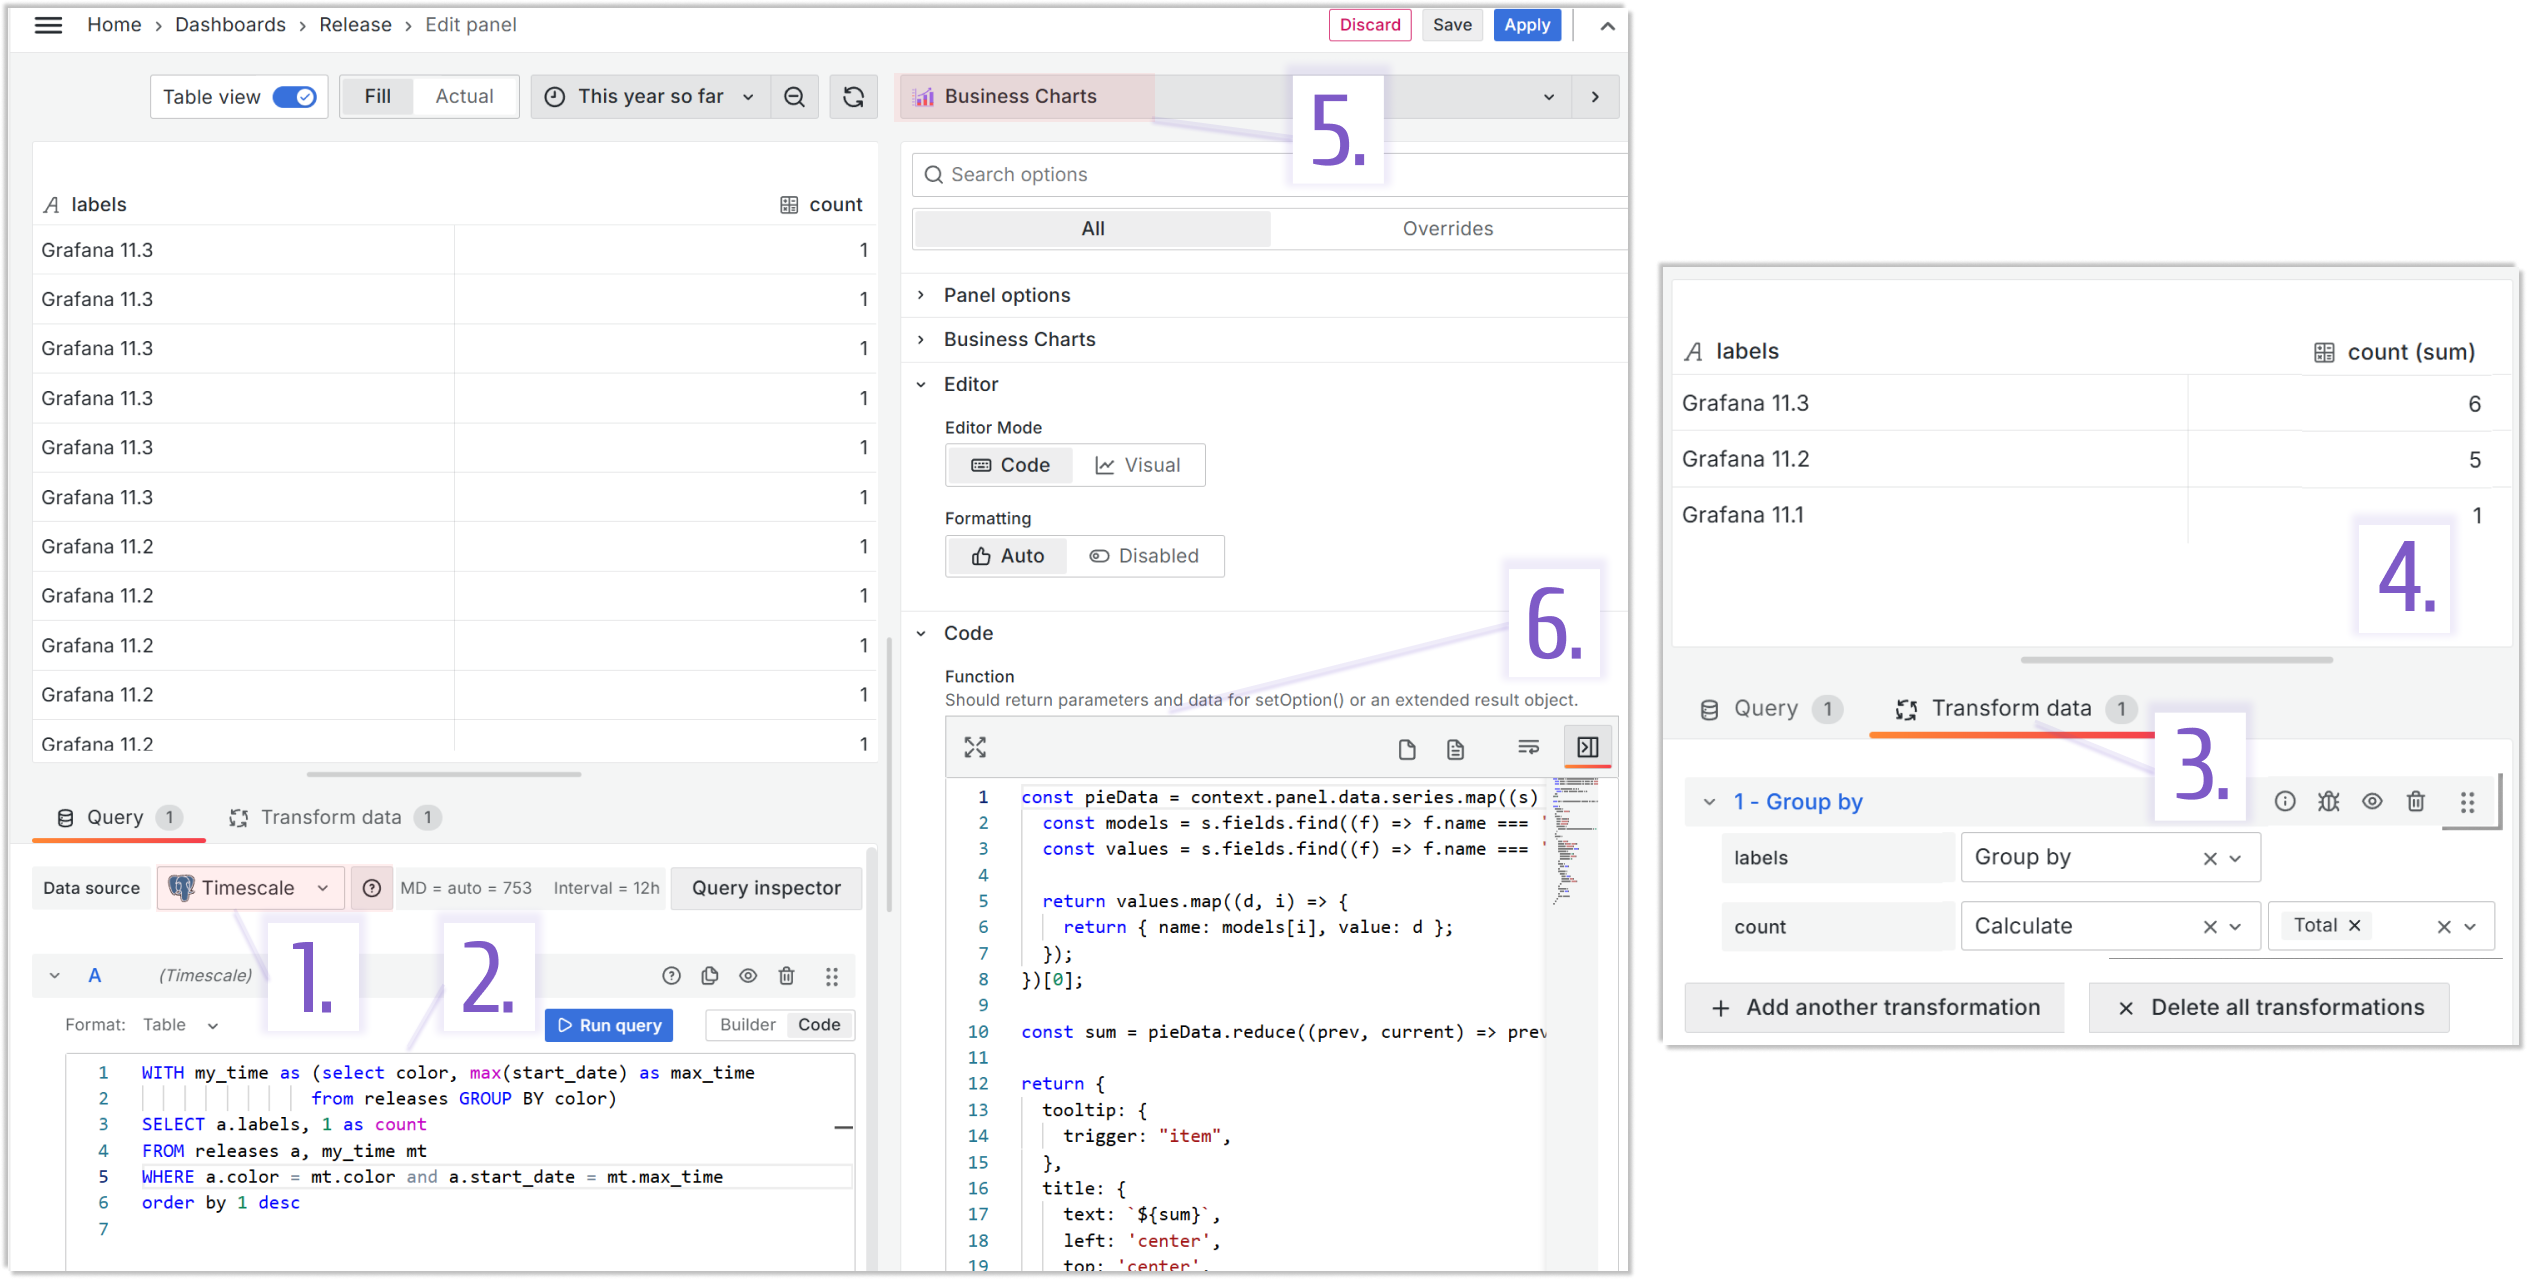 Home › Dashboards › Release › Edit panel
Discard Save Apply
Table view Fill Actual This year so far
Business Charts
5.
Search options
All Overrides
labels count
Grafana 11.3 1
Grafana 11.3 1
Grafana 11.3 1
Grafana 11.3 1
Grafana 11.3 1
Grafana 11.3 1
Grafana 11.2 1
Grafana 11.2 1
Grafana 11.2 1
Grafana 11.2 1
Grafana 11.2 1
Query 1 Transform data 1
Data source Timescale MD = auto = 753 Interval = 12h Query inspector
1.
2.
A (Timescale)
Format: Table Run query Builder Code
1 WITH my_time as (select color, max(start_date) as max_time
2 from releases GROUP BY color)
3 SELECT a.labels, 1 as count
4 FROM releases a, my_time mt
5 WHERE a.color = mt.color and a.start_date = mt.max_time
6 order by 1 desc
7
Panel options
Business Charts
Editor
Editor Mode
Code Visual
Formatting
Auto Disabled
6.
Code
Function
Should return parameters and data for setOption() or an extended result object.
1 const pieData = context.panel.data.series.map((s)
2 const models = s.fields.find((f) => f.name === "
3 const values = s.fields.find((f) => f.name === "
4
5 return values.map((d, i) => {
6 return { name: models[i], value: d };
7 });
8 })[0];
9
10 const sum = pieData.reduce((prev, current) => prev
11
12 return {
13 tooltip: {
14 trigger: "item",
15 },
16 title: {
17 text: `${sum}`,
18 left: 'center',
19 top: 'center',
labels count (sum)
Grafana 11.3 6
Grafana 11.2 5
Grafana 11.1 1
4.
Query 1 Transform data 1
3.
1 - Group by
labels Group by
count Calculate Total
+ Add another transformation × Delete all transformations